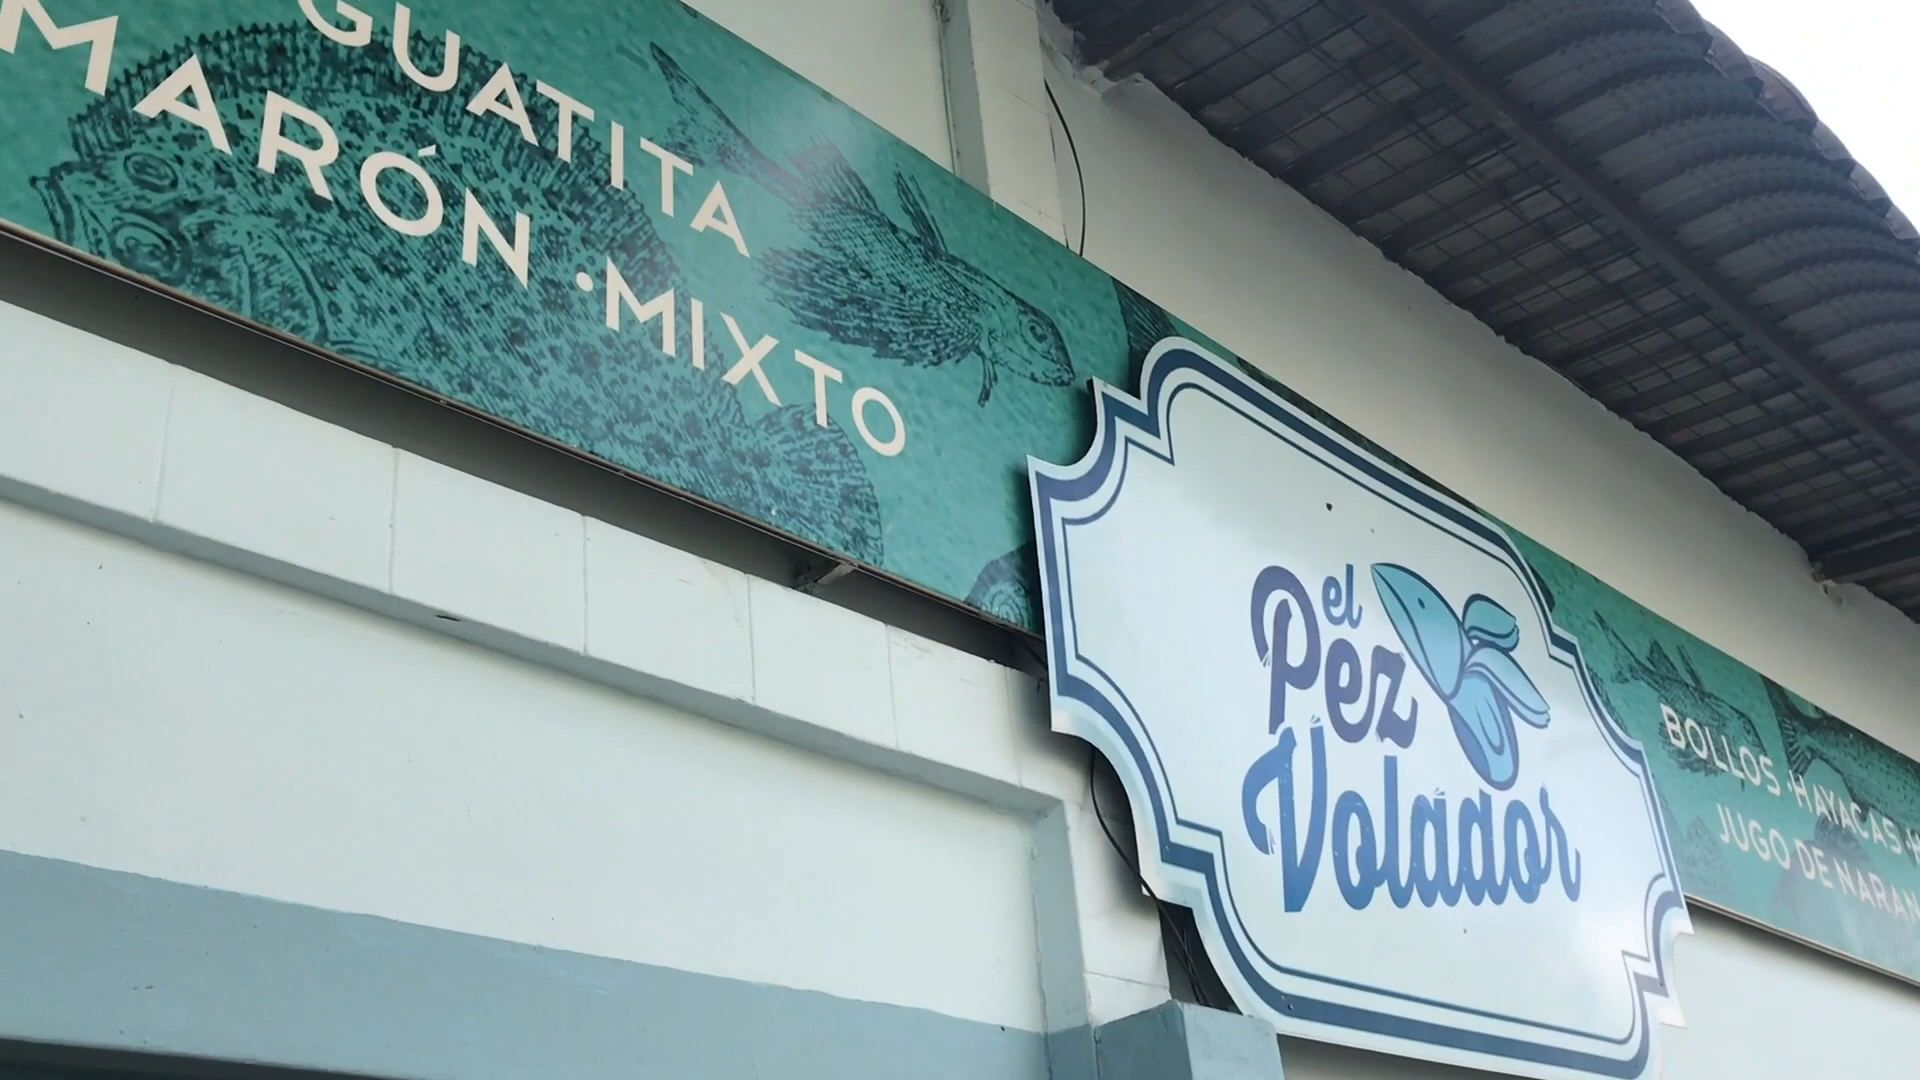 GUATITA
MARÓN · MIXTO
el
Pez
Volador
BOLLOS · HAYACAS ·
JUGO DE NARAN